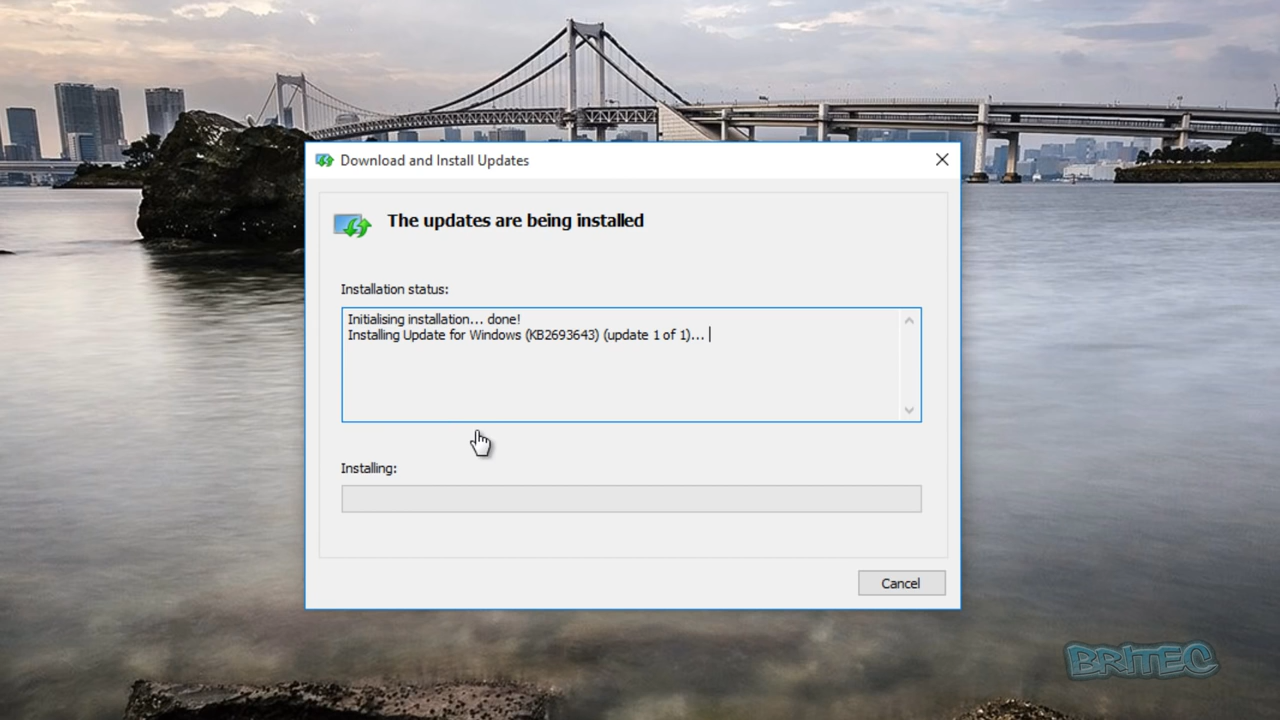 Download and Install Updates
The updates are being installed
Installation status:
Initialising installation... done!
Installing Update for Windows (KB2693643) (update 1 of 1)...
Installing:
Cancel
BRITEC